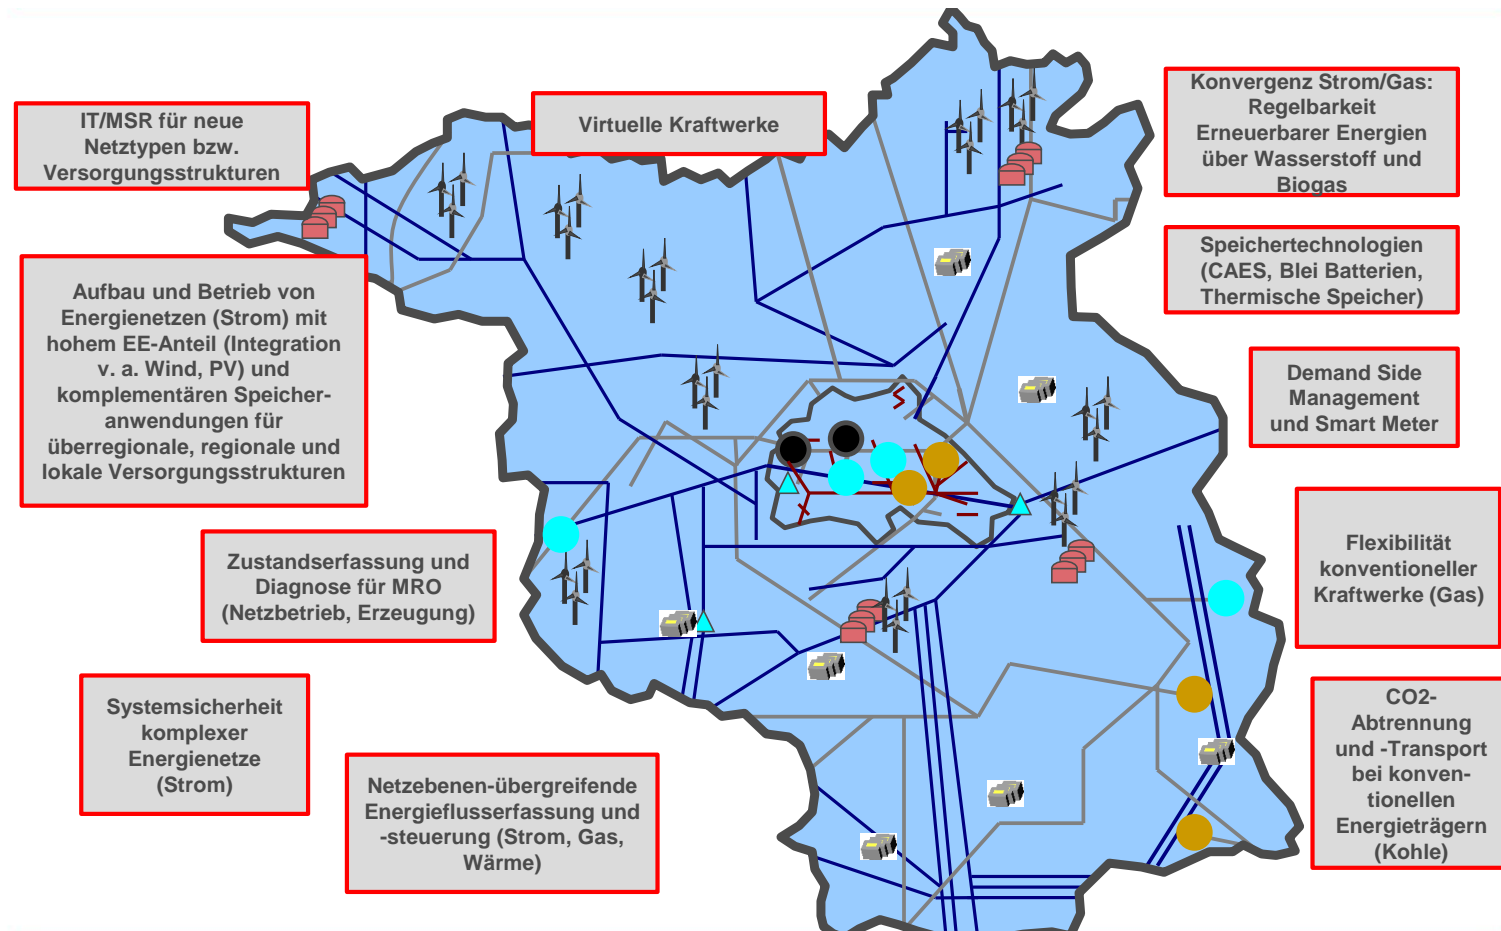 IT/MSR für neue
Netztypen bzw.
Versorgungsstrukturen
Virtuelle Kraftwerke
Konvergenz Strom/Gas:
Regelbarkeit
Erneuerbarer Energien
über Wasserstoff und
Biogas
Speichertechnologien
(CAES, Blei Batterien,
Thermische Speicher)
Aufbau und Betrieb von
Energienetzen (Strom) mit
hohem EE-Anteil (Integration
v. a. Wind, PV) und
komplementären Speicher-
anwendungen für
überregionale, regionale und
lokale Versorgungsstrukturen
Demand Side
Management
und Smart Meter
Zustandserfassung und
Diagnose für MRO
(Netzbetrieb, Erzeugung)
Flexibilität
konventioneller
Kraftwerke (Gas)
Systemsicherheit
komplexer
Energienetze
(Strom)
Netzebenen-übergreifende
Energieflusserfassung und
-steuerung (Strom, Gas,
Wärme)
CO2-
Abtrennung
und -Transport
bei konven-
tionellen
Energieträgern
(Kohle)